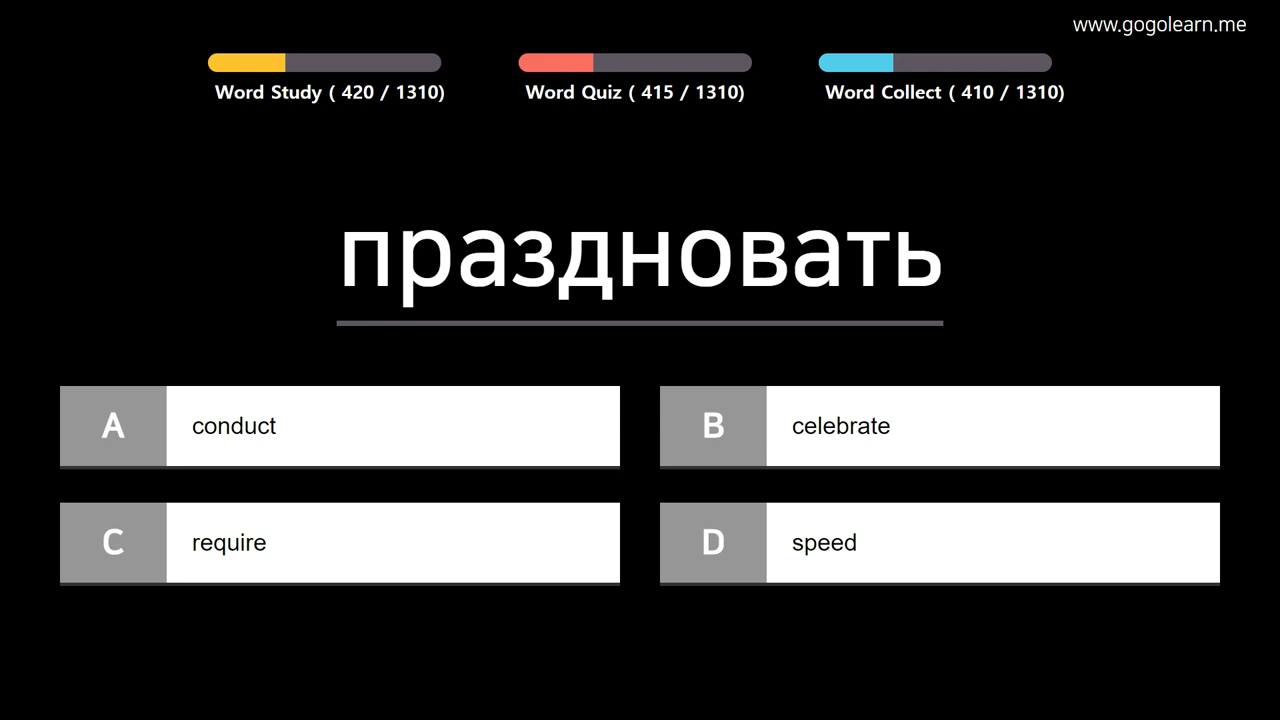 www.gogolearn.me
Word Study ( 420 / 1310)
Word Quiz ( 415 / 1310)
Word Collect ( 410 / 1310)
праздновать
A conduct
B celebrate
C require
D speed